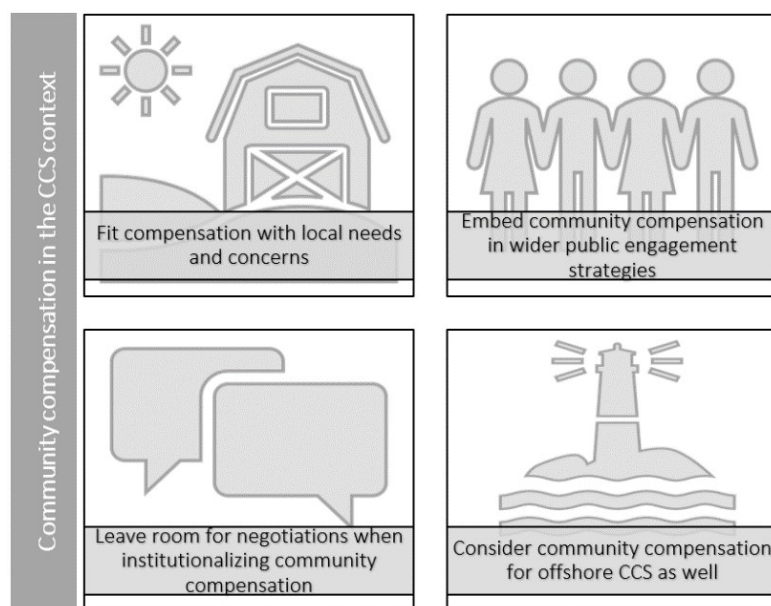 Community compensation in the CCS context
Fit compensation with local needs
and concerns
Embed community compensation
in wider public engagement
strategies
Leave room for negotiations when
institutionalizing community
compensation
Consider community compensation
for offshore CCS as well